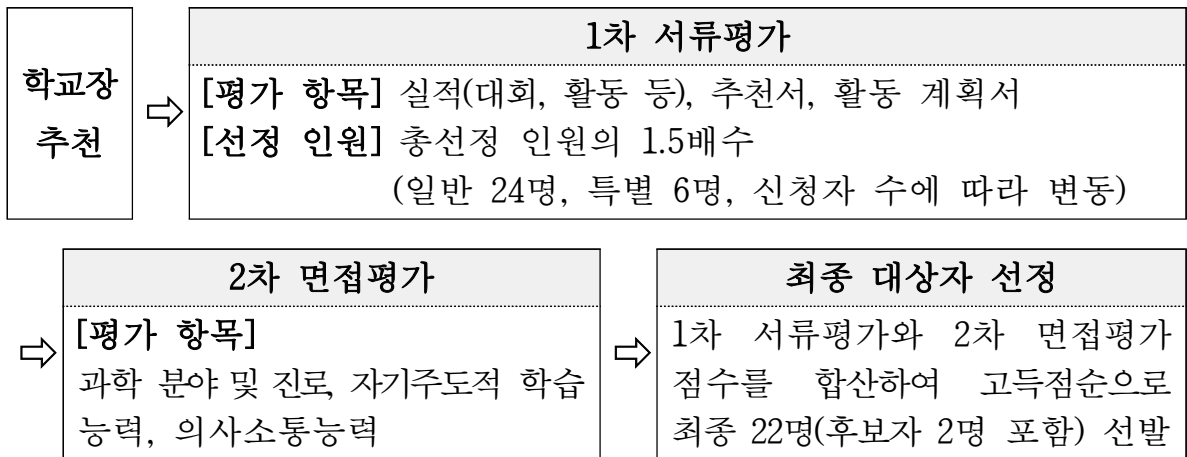 학교장
추천
⇨
1차 서류평가
[평가 항목] 실적(대회, 활동 등), 추천서, 활동 계획서
[선정 인원] 총선정 인원의 1.5배수
(일반 24명, 특별 6명, 신청자 수에 따라 변동)
⇨
2차 면접평가
[평가 항목]
과학 분야 및 진로, 자기주도적 학습
능력, 의사소통능력
⇨
최종 대상자 선정
1차 서류평가와 2차 면접평가
점수를 합산하여 고득점순으로
최종 22명(후보자 2명 포함) 선발